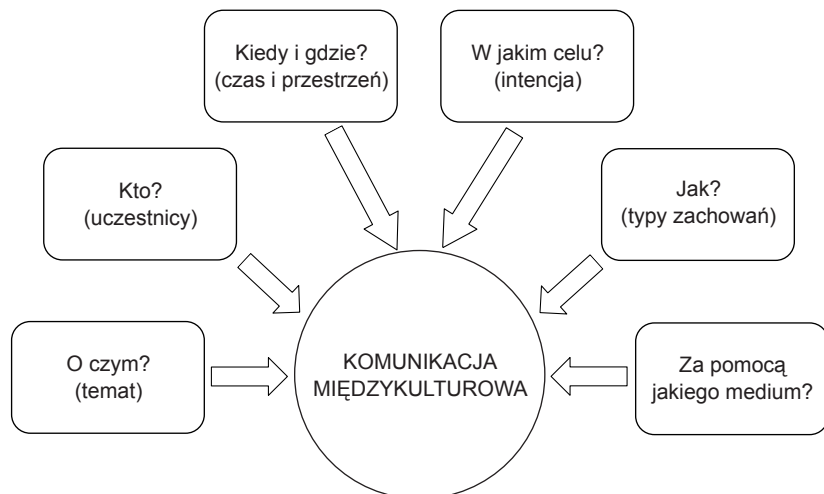 Kiedy i gdzie?
(czas i przestrzeń)
W jakim celu?
(intencja)
Kto?
(uczestnicy)
Jak?
(typy zachowań)
O czym?
(temat)
KOMUNIKACJA
MIĘDZYKULTUROWA
Za pomocą
jakiego medium?